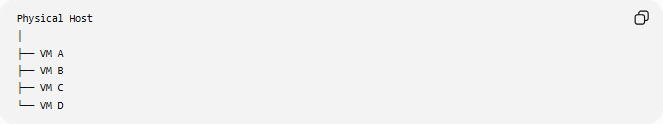 Physical Host
│
├── VM A
├── VM B
├── VM C
└── VM D